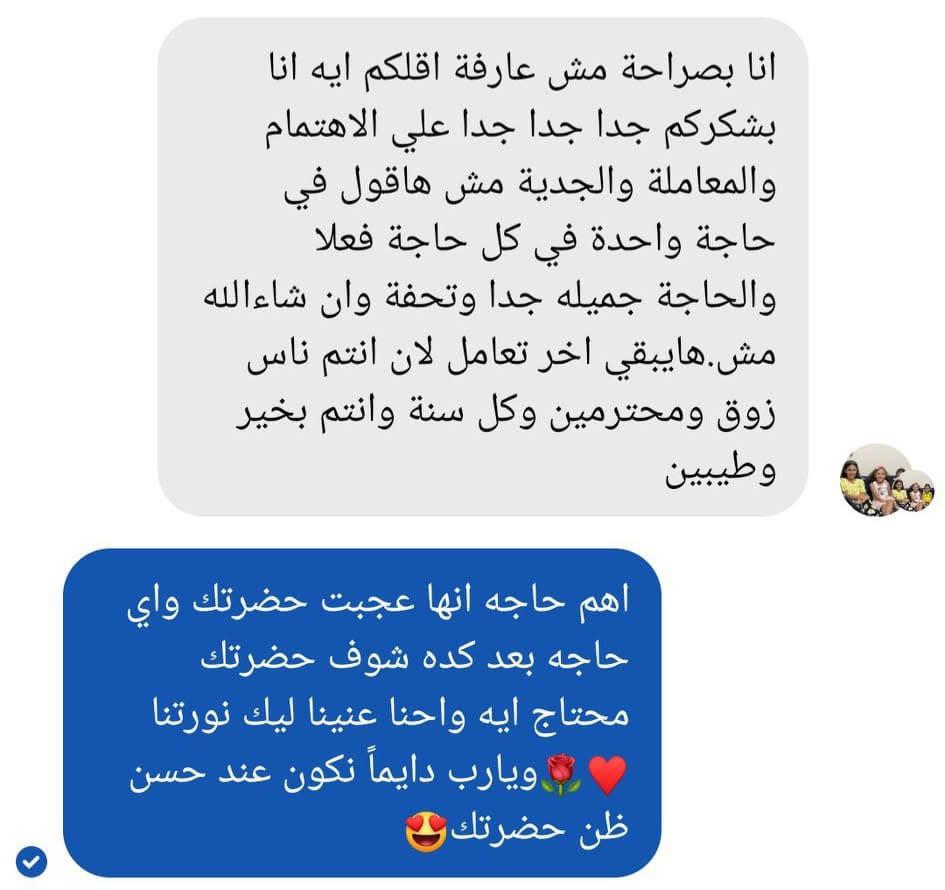 انا بصراحة مش عارفة اقلكم ايه انا
بشكركم جدا جدا جدا علي الاهتمام
والمعاملة والجدية مش هاقول في
حاجة واحدة في كل حاجة فعلا
والحاجة جميله جدا وتحفة وان شاءالله
مش.هايبقي اخر تعامل لان انتم ناس
زوق ومحترمين وكل سنة وانتم بخير
وطيبين
اهم حاجه انها عجبت حضرتك واي
حاجه بعد كده شوف حضرتك
محتاج ايه واحنا عنينا ليك نورتنا
❤️🌹ويارب دايماً نكون عند حسن
ظن حضرتك😍